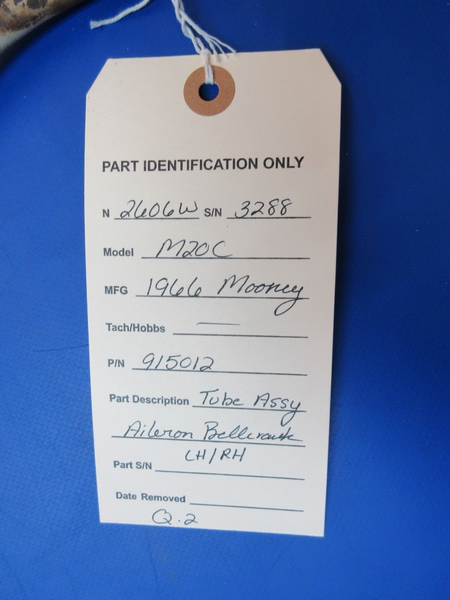 PART IDENTIFICATION ONLY
N 2606W S/N 3288
Model M20C
MFG 1966 Mooney
Tach/Hobbs —
P/N 915012
Part Description Tube Assy
Aileron Bellcrank
LH/RH
Part S/N
Date Removed
Q.2